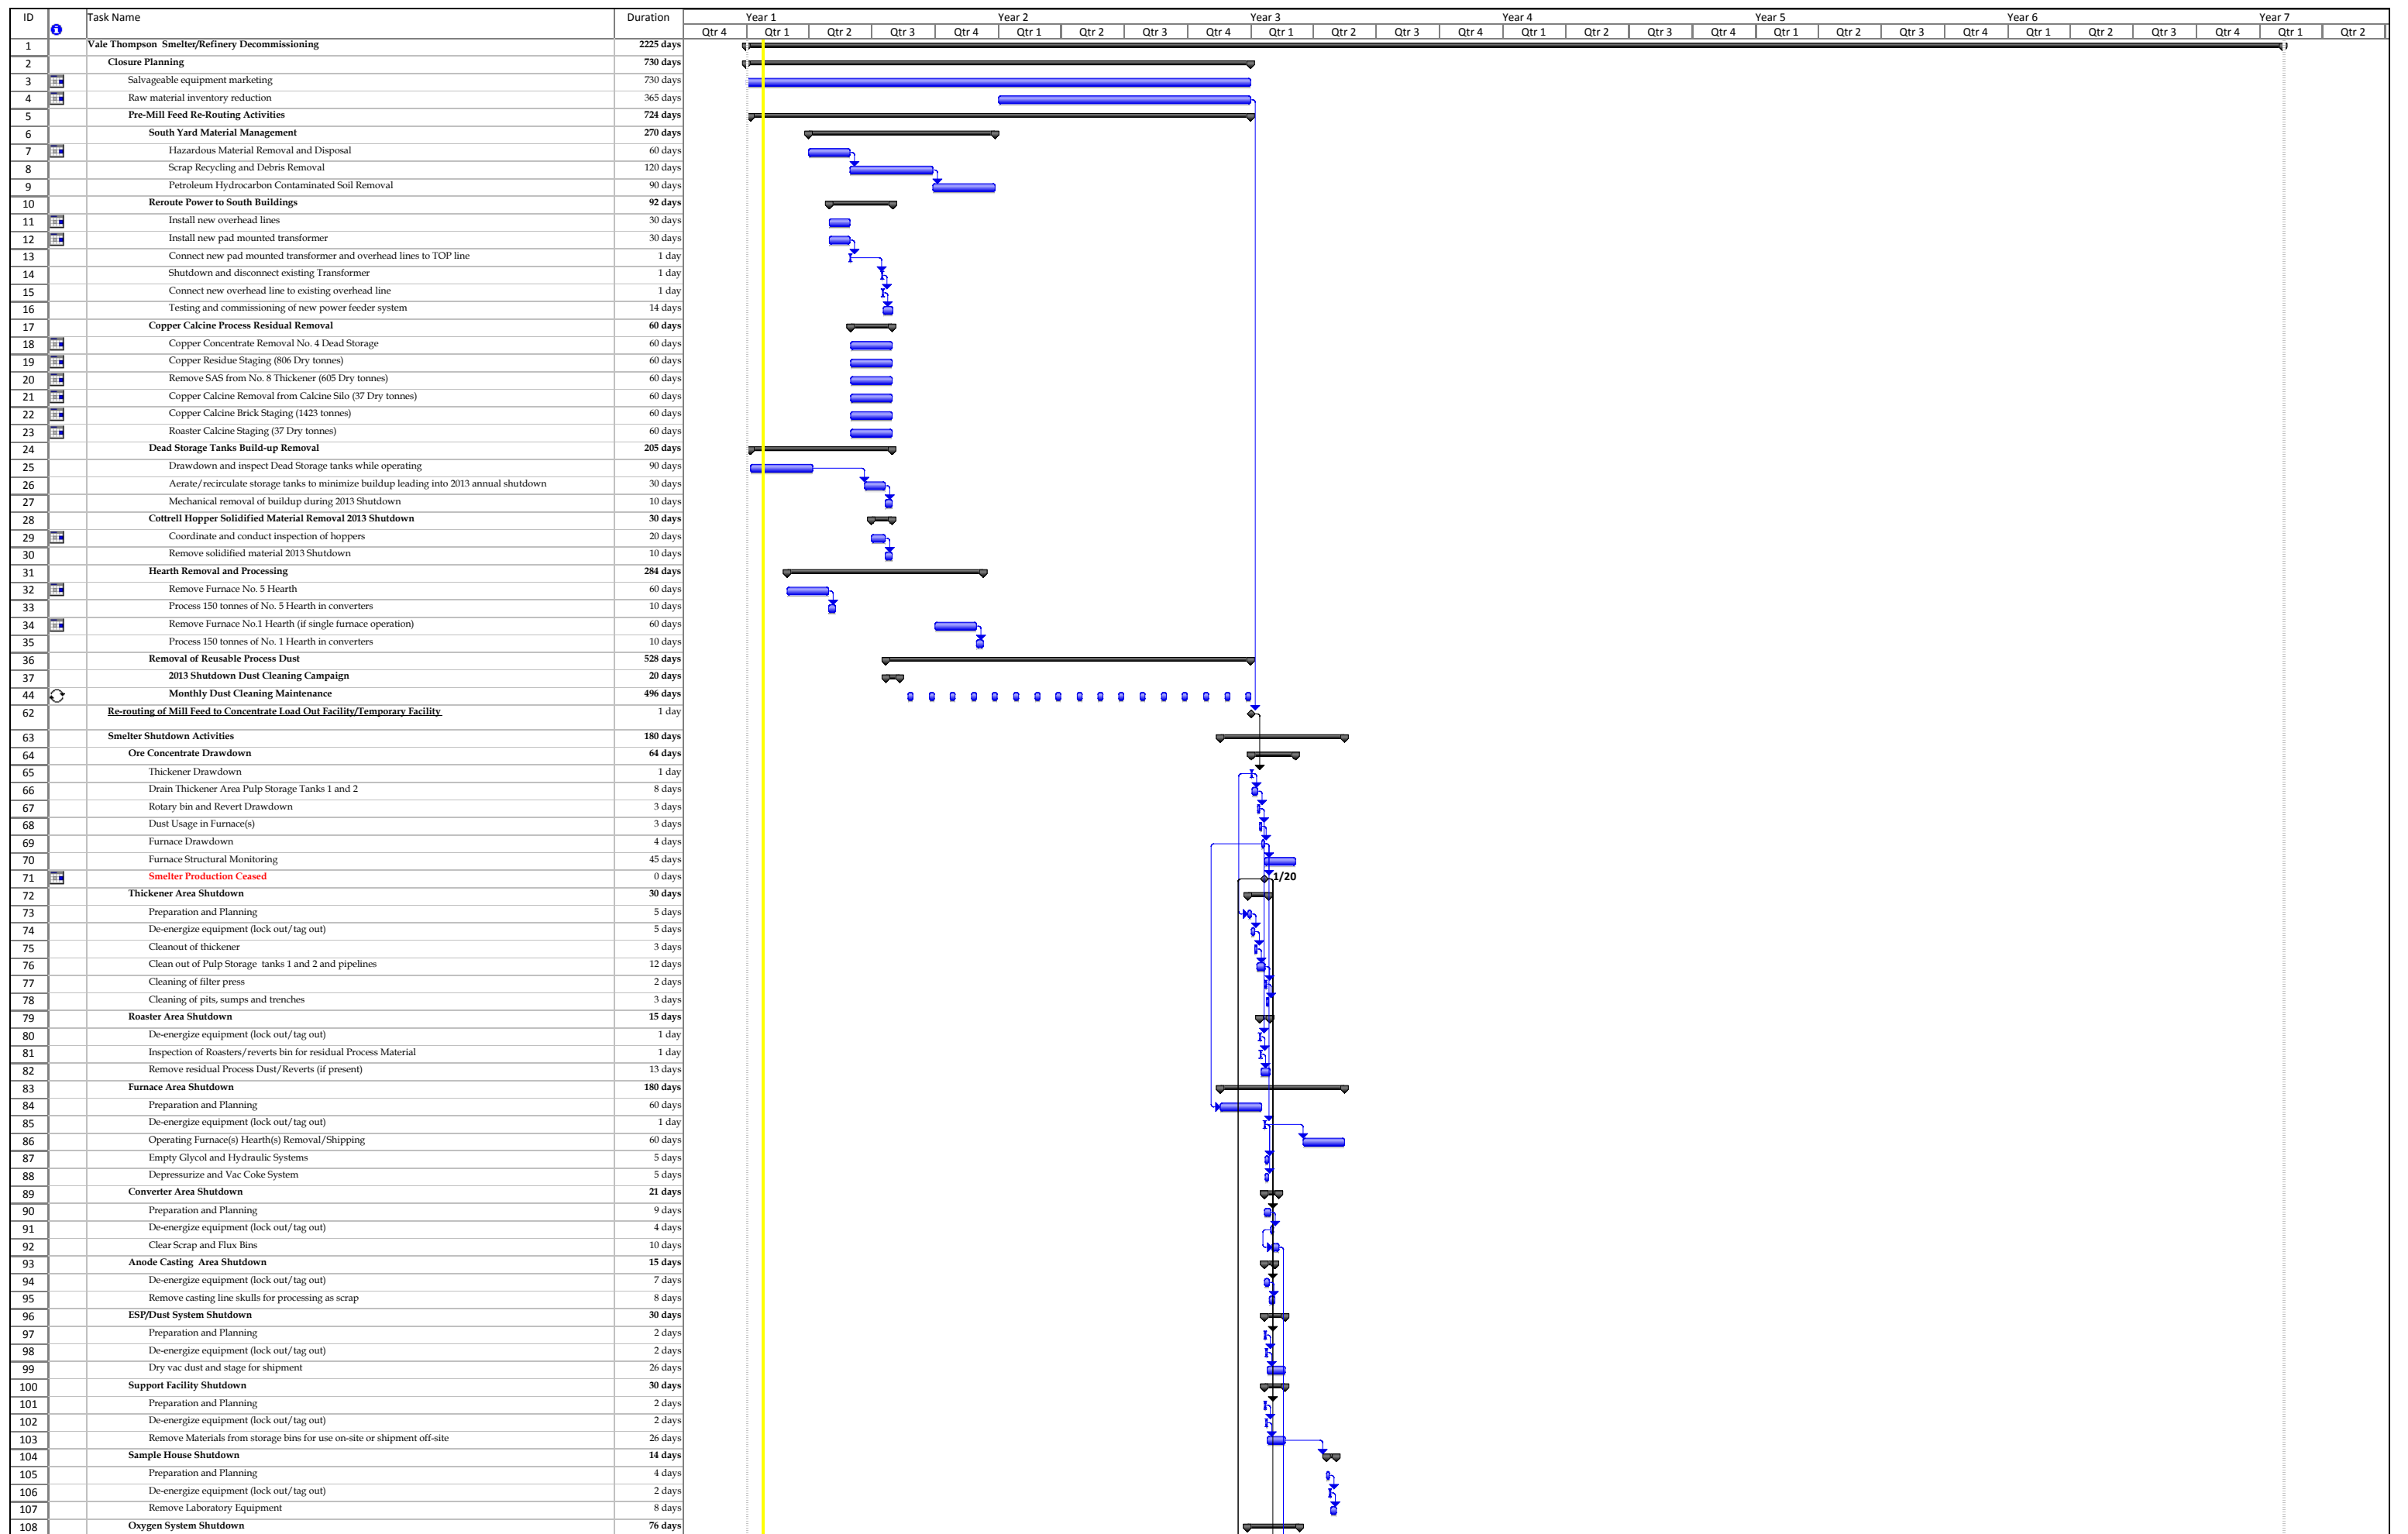 ID Task Name Duration Year 1 Year 2 Year 3 Year 4 Year 5 Year 6 Year 7
Qtr 4 Qtr 1 Qtr 2 Qtr 3 Qtr 4 Qtr 1 Qtr 2 Qtr 3 Qtr 4 Qtr 1 Qtr 2 Qtr 3 Qtr 4 Qtr 1 Qtr 2 Qtr 3 Qtr 4 Qtr 1 Qtr 2 Qtr 3 Qtr 4 Qtr 1 Qtr 2 Qtr 3 Qtr 4 Qtr 1 Qtr 2
1 Vale Thompson Smelter/Refinery Decommissioning 2225 days
2 Closure Planning 730 days
3 Salvageable equipment marketing 730 days
4 Raw material inventory reduction 365 days
5 Pre-Mill Feed Re-Routing Activities 724 days
6 South Yard Material Management 270 days
7 Hazardous Material Removal and Disposal 60 days
8 Scrap Recycling and Debris Removal 120 days
9 Petroleum Hydrocarbon Contaminated Soil Removal 90 days
10 Reroute Power to South Buildings 92 days
11 Install new overhead lines 30 days
12 Install new pad mounted transformer 30 days
13 Connect new pad mounted transformer and overhead lines to TOP line 1 day
14 Shutdown and disconnect existing Transformer 1 day
15 Connect new overhead line to existing overhead line 1 day
16 Testing and commissioning of new power feeder system 14 days
17 Copper Calcine Process Residual Removal 60 days
18 Copper Concentrate Removal No. 4 Dead Storage 60 days
19 Copper Residue Staging (806 Dry tonnes) 60 days
20 Remove SAS from No. 8 Thickener (605 Dry tonnes) 60 days
21 Copper Calcine Removal from Calcine Silo (37 Dry tonnes) 60 days
22 Copper Calcine Brick Staging (1423 tonnes) 60 days
23 Roaster Calcine Staging (37 Dry tonnes) 60 days
24 Dead Storage Tanks Build-up Removal 205 days
25 Drawdown and inspect Dead Storage tanks while operating 90 days
26 Aerate/recirculate storage tanks to minimize buildup leading into 2013 annual shutdown 30 days
27 Mechanical removal of buildup during 2013 Shutdown 10 days
28 Cottrell Hopper Solidified Material Removal 2013 Shutdown 30 days
29 Coordinate and conduct inspection of hoppers 20 days
30 Remove solidified material 2013 Shutdown 10 days
31 Hearth Removal and Processing 284 days
32 Remove Furnace No. 5 Hearth 60 days
33 Process 150 tonnes of No. 5 Hearth in converters 10 days
34 Remove Furnace No.1 Hearth (if single furnace operation) 60 days
35 Process 150 tonnes of No. 1 Hearth in converters 10 days
36 Removal of Reusable Process Dust 528 days
37 2013 Shutdown Dust Cleaning Campaign 20 days
44 Monthly Dust Cleaning Maintenance 496 days
62 Re-routing of Mill Feed to Concentrate Load Out Facility/Temporary Facility 1 day
63 Smelter Shutdown Activities 180 days
64 Ore Concentrate Drawdown 64 days
65 Thickener Drawdown 1 day
66 Drain Thickener Area Pulp Storage Tanks 1 and 2 8 days
67 Rotary bin and Revert Drawdown 3 days
68 Dust Usage in Furnace(s) 3 days
69 Furnace Drawdown 4 days
70 Furnace Structural Monitoring 45 days
71 Smelter Production Ceased 0 days 1/20
72 Thickener Area Shutdown 30 days
73 Preparation and Planning 5 days
74 De-energize equipment (lock out/tag out) 5 days
75 Cleanout of thickener 3 days
76 Clean out of Pulp Storage tanks 1 and 2 and pipelines 12 days
77 Cleaning of filter press 2 days
78 Cleaning of pits, sumps and trenches 3 days
79 Roaster Area Shutdown 15 days
80 De-energize equipment (lock out/tag out) 1 day
81 Inspection of Roasters/reverts bin for residual Process Material 1 day
82 Remove residual Process Dust/Reverts (if present) 13 days
83 Furnace Area Shutdown 180 days
84 Preparation and Planning 60 days
85 De-energize equipment (lock out/tag out) 1 day
86 Operating Furnace(s) Hearth(s) Removal/Shipping 60 days
87 Empty Glycol and Hydraulic Systems 5 days
88 Depressurize and Vac Coke System 5 days
89 Converter Area Shutdown 21 days
90 Preparation and Planning 9 days
91 De-energize equipment (lock out/tag out) 4 days
92 Clear Scrap and Flux Bins 10 days
93 Anode Casting Area Shutdown 15 days
94 De-energize equipment (lock out/tag out) 7 days
95 Remove casting line skulls for processing as scrap 8 days
96 ESP/Dust System Shutdown 30 days
97 Preparation and Planning 2 days
98 De-energize equipment (lock out/tag out) 2 days
99 Dry vac dust and stage for shipment 26 days
100 Support Facility Shutdown 30 days
101 Preparation and Planning 2 days
102 De-energize equipment (lock out/tag out) 2 days
103 Remove Materials from storage bins for use on-site or shipment off-site 26 days
104 Sample House Shutdown 14 days
105 Preparation and Planning 4 days
106 De-energize equipment (lock out/tag out) 2 days
107 Remove Laboratory Equipment 8 days
108 Oxygen System Shutdown 76 days